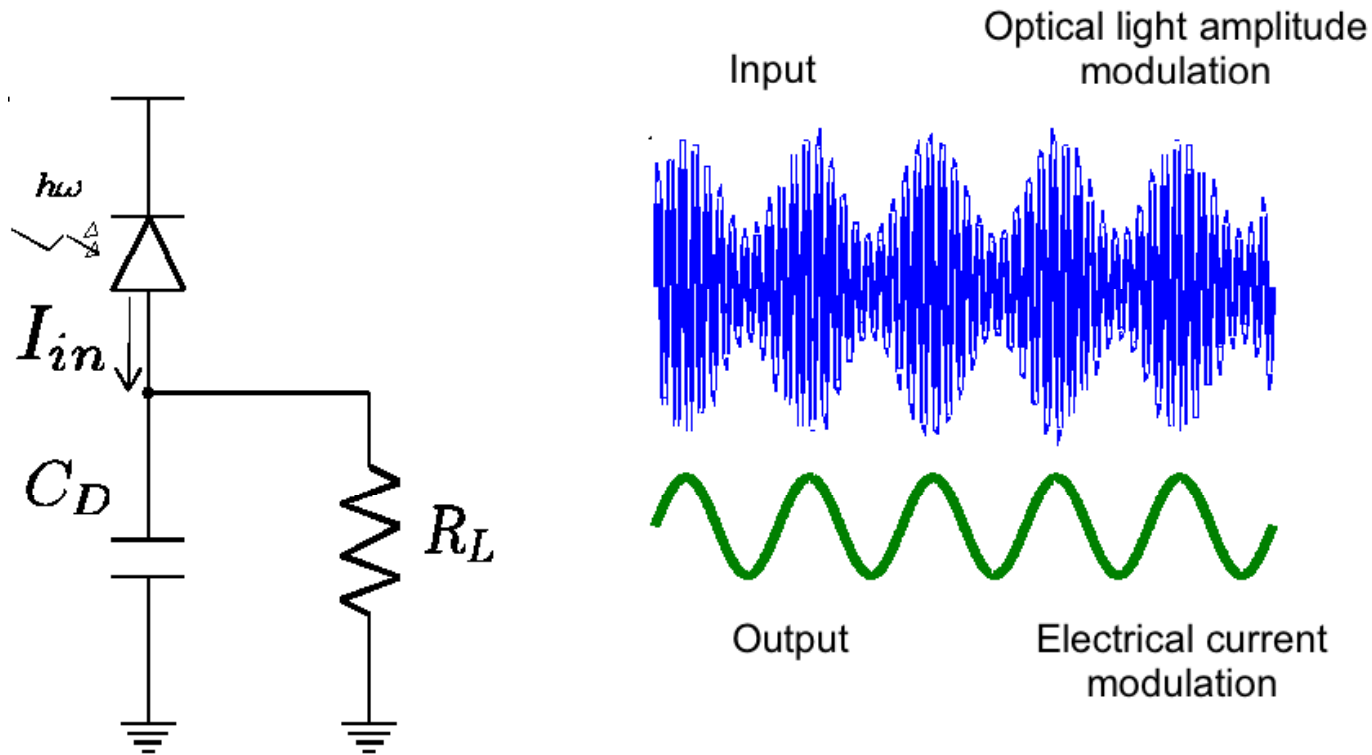 Optical light amplitude
modulation
Input
hω
I_in
C_D
R_L
Output
Electrical current
modulation